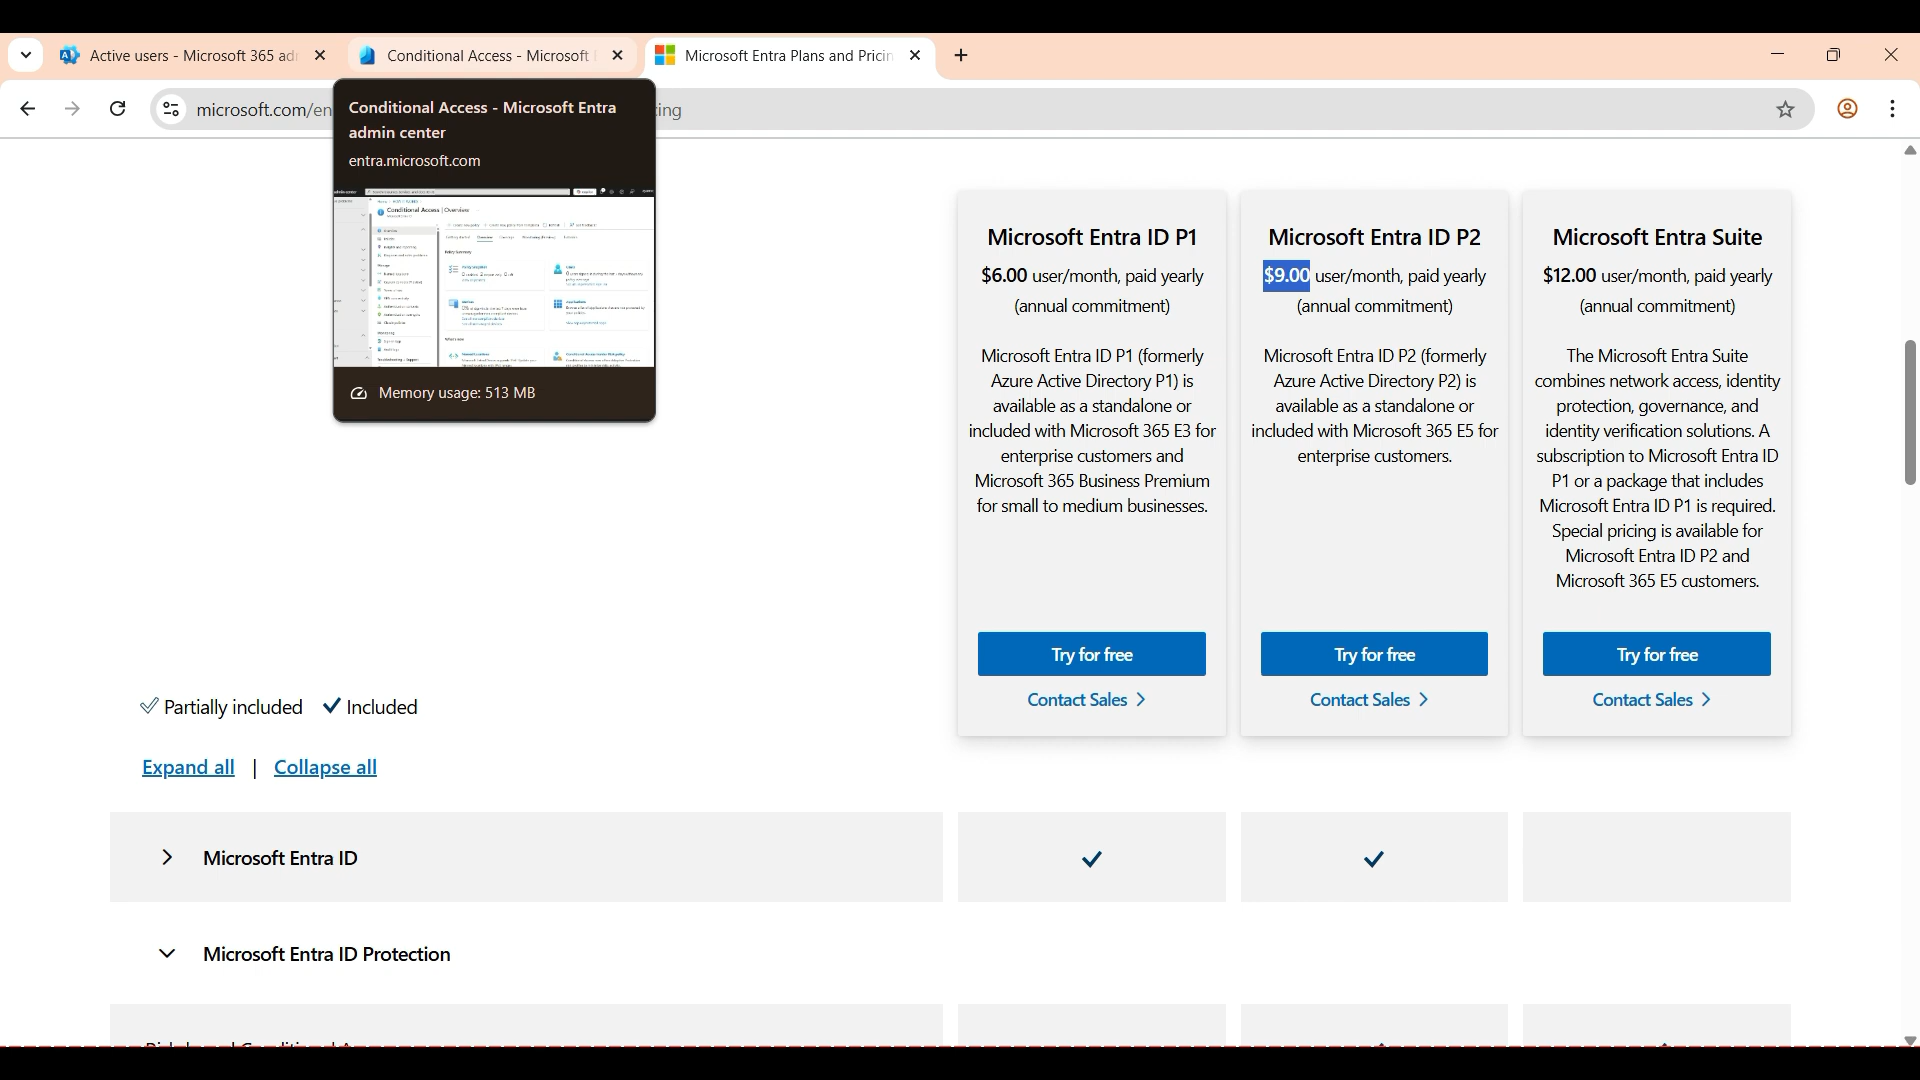 Active users - Microsoft 365 ad
Conditional Access - Microsoft E
Microsoft Entra Plans and Pricin
microsoft.com/en
ing
Conditional Access - Microsoft Entra
admin center
entra.microsoft.com
Conditional Access | Overview
Memory usage: 513 MB
Microsoft Entra ID P1
$6.00 user/month, paid yearly
(annual commitment)
Microsoft Entra ID P1 (formerly
Azure Active Directory P1) is
available as a standalone or
included with Microsoft 365 E3 for
enterprise customers and
Microsoft 365 Business Premium
for small to medium businesses.
Try for free
Contact Sales
Microsoft Entra ID P2
$9.00 user/month, paid yearly
(annual commitment)
Microsoft Entra ID P2 (formerly
Azure Active Directory P2) is
available as a standalone or
included with Microsoft 365 E5 for
enterprise customers.
Try for free
Contact Sales
Microsoft Entra Suite
$12.00 user/month, paid yearly
(annual commitment)
The Microsoft Entra Suite
combines network access, identity
protection, governance, and
identity verification solutions. A
subscription to Microsoft Entra ID
P1 or a package that includes
Microsoft Entra ID P1 is required.
Special pricing is available for
Microsoft Entra ID P2 and
Microsoft 365 E5 customers.
Try for free
Contact Sales
Partially included Included
Expand all | Collapse all
Microsoft Entra ID
Microsoft Entra ID Protection